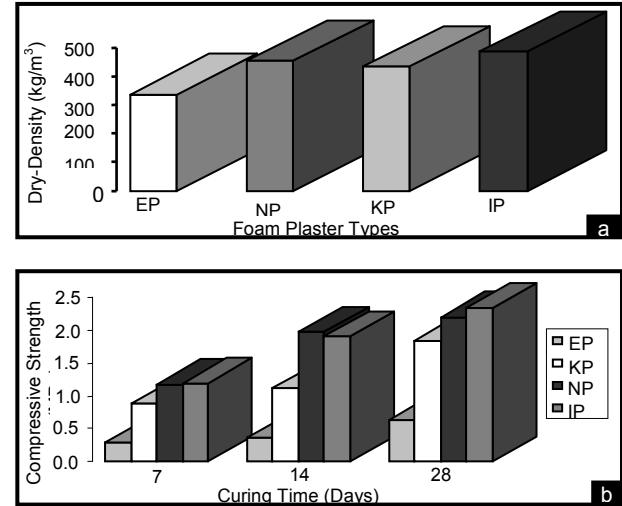 Dry-Density (kg/m³)
500
400
300
200
100
0
EP
NP
KP
IP
Foam Plaster Types
a
Compressive Strength
2.5
2.0
1.5
1.0
0.5
0.0
7
14
28
Curing Time (Days)
EP
KP
NP
IP
b